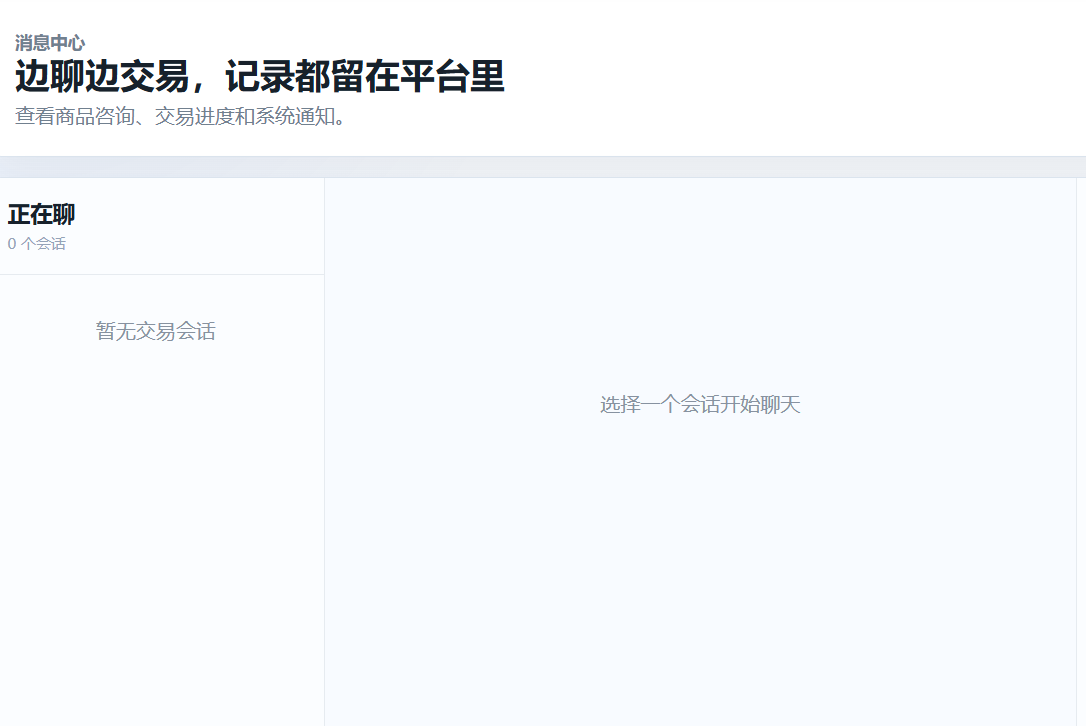 消息中心
边聊边交易，记录都留在平台里
查看商品咨询、交易进度和系统通知。
正在聊
0 个会话
暂无交易会话
选择一个会话开始聊天